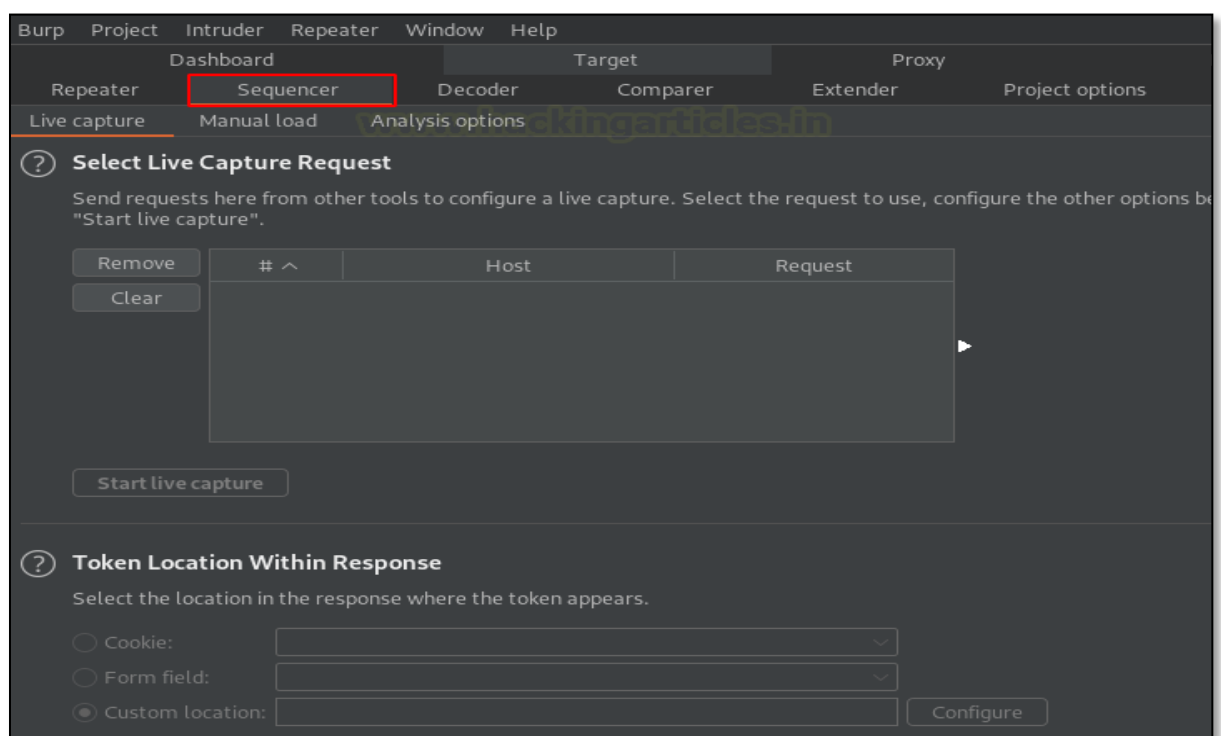 Burp Project Intruder Repeater Window Help
Dashboard Target Proxy
Repeater Sequencer Decoder Comparer Extender Project options
Live capture Manual load Analysis options
www.hackingarticles.in
Select Live Capture Request
Send requests here from other tools to configure a live capture. Select the request to use, configure the other options be
"Start live capture".
Remove # Host Request
Clear
Start live capture
Token Location Within Response
Select the location in the response where the token appears.
Cookie:
Form field:
Custom location: Configure